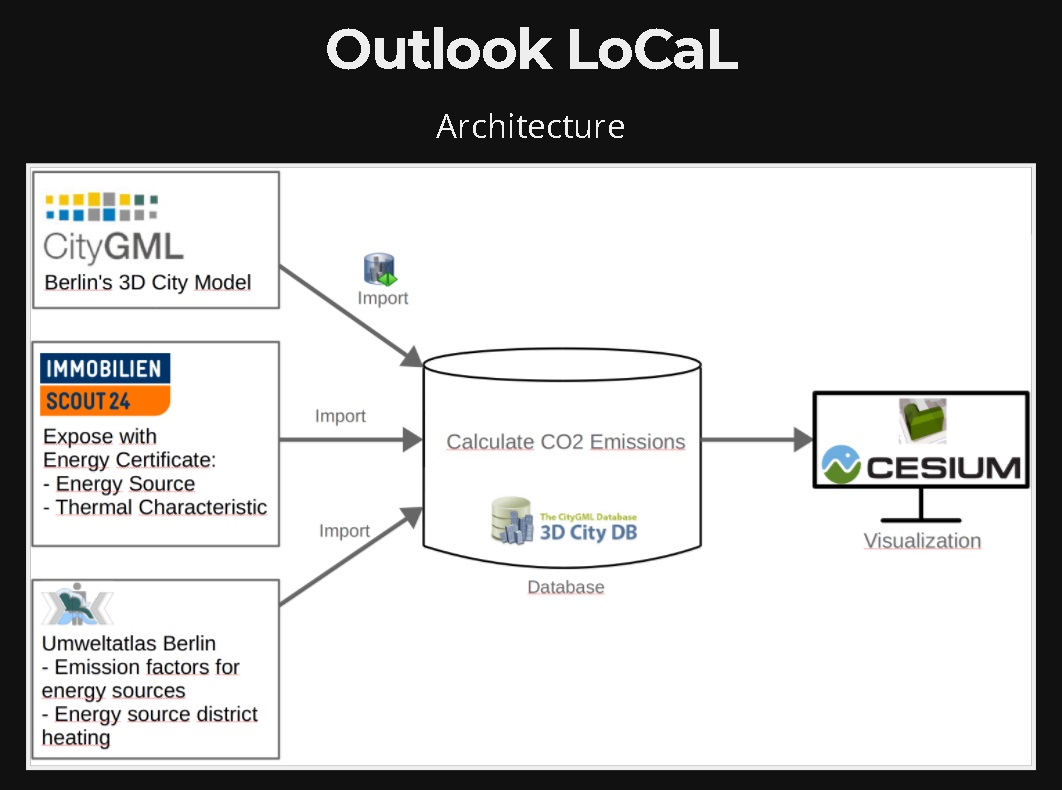 Outlook LoCaL
Architecture
CityGML
Berlin's 3D City Model
Import
IMMOBILIEN
SCOUT 24
Expose with
Energy Certificate:
- Energy Source
- Thermal Characteristic
Import
Umweltatlas Berlin
- Emission factors for
energy sources
- Energy source district
heating
Import
Calculate CO2 Emissions
The CityGML Database
3D City DB
Database
CESIUM
Visualization